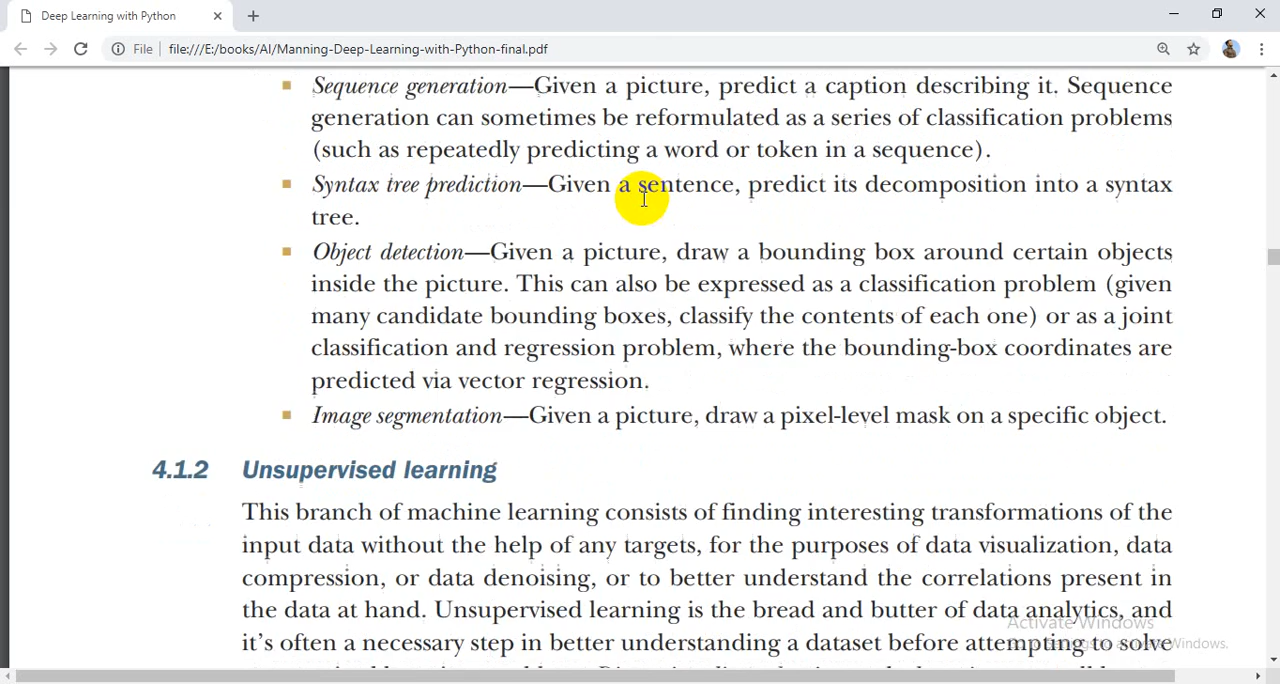 Deep Learning with Python
File
file:///E:/books/AI/Manning-Deep-Learning-with-Python-final.pdf
Sequence generation—Given a picture, predict a caption describing it. Sequence
generation can sometimes be reformulated as a series of classification problems
(such as repeatedly predicting a word or token in a sequence).
Syntax tree prediction—Given a sentence, predict its decomposition into a syntax
tree.
Object detection—Given a picture, draw a bounding box around certain objects
inside the picture. This can also be expressed as a classification problem (given
many candidate bounding boxes, classify the contents of each one) or as a joint
classification and regression problem, where the bounding-box coordinates are
predicted via vector regression.
Image segmentation—Given a picture, draw a pixel-level mask on a specific object.
4.1.2 Unsupervised learning
This branch of machine learning consists of finding interesting transformations of the
input data without the help of any targets, for the purposes of data visualization, data
compression, or data denoising, or to better understand the correlations present in
the data at hand. Unsupervised learning is the bread and butter of data analytics, and
it's often a necessary step in better understanding a dataset before attempting to solve
Activate Windows
Windows.